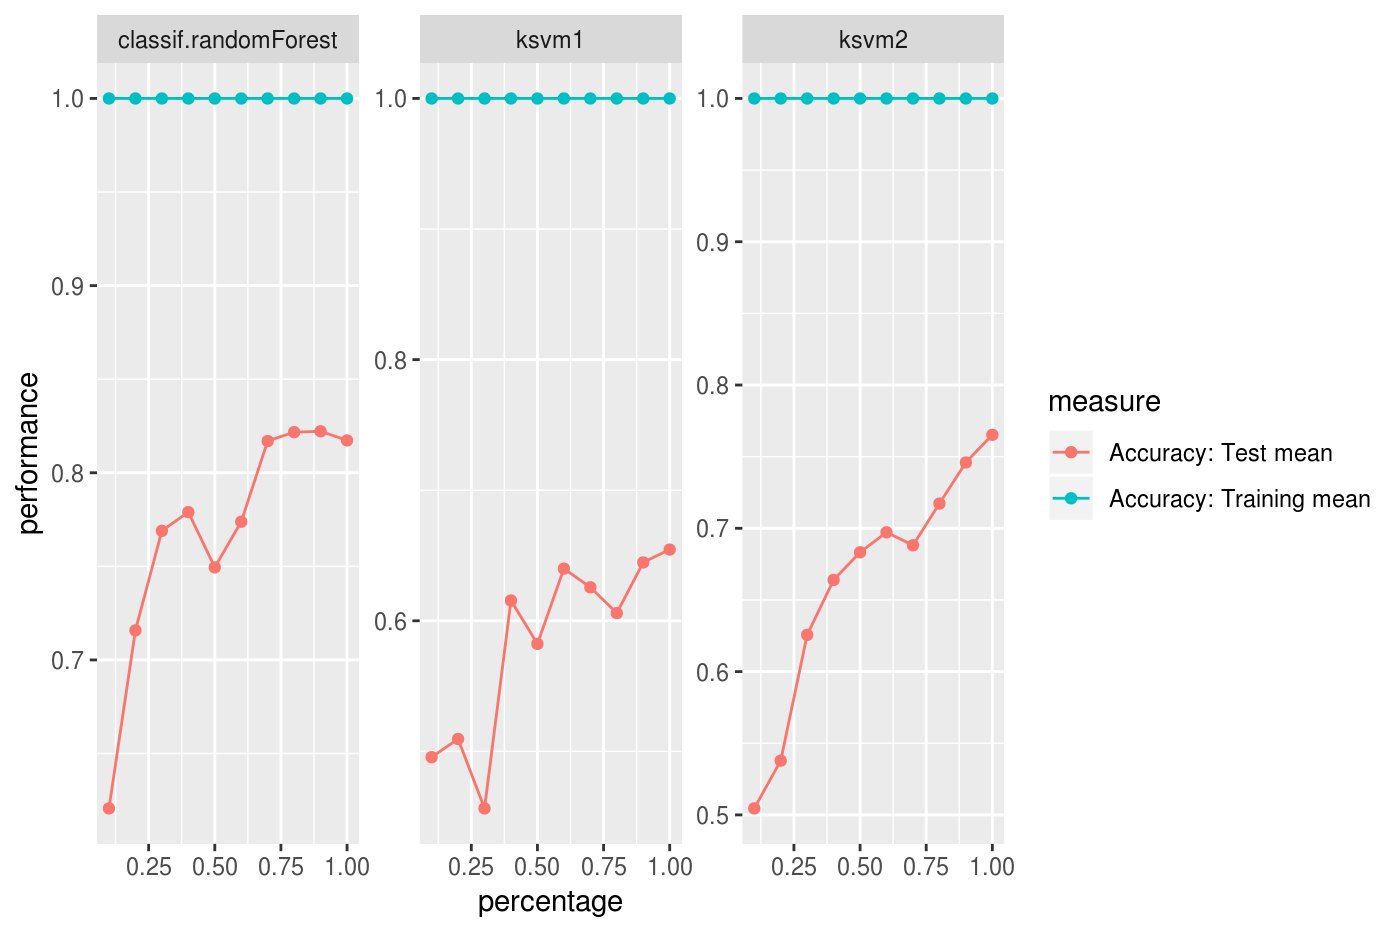 classif.randomForest
ksvm1
ksvm2
performance
1.0
0.9
0.8
0.7
1.0
0.8
0.6
1.0
0.9
0.8
0.7
0.6
0.5
0.25 0.50 0.75 1.00
0.25 0.50 0.75 1.00
0.25 0.50 0.75 1.00
percentage
measure
Accuracy: Test mean
Accuracy: Training mean